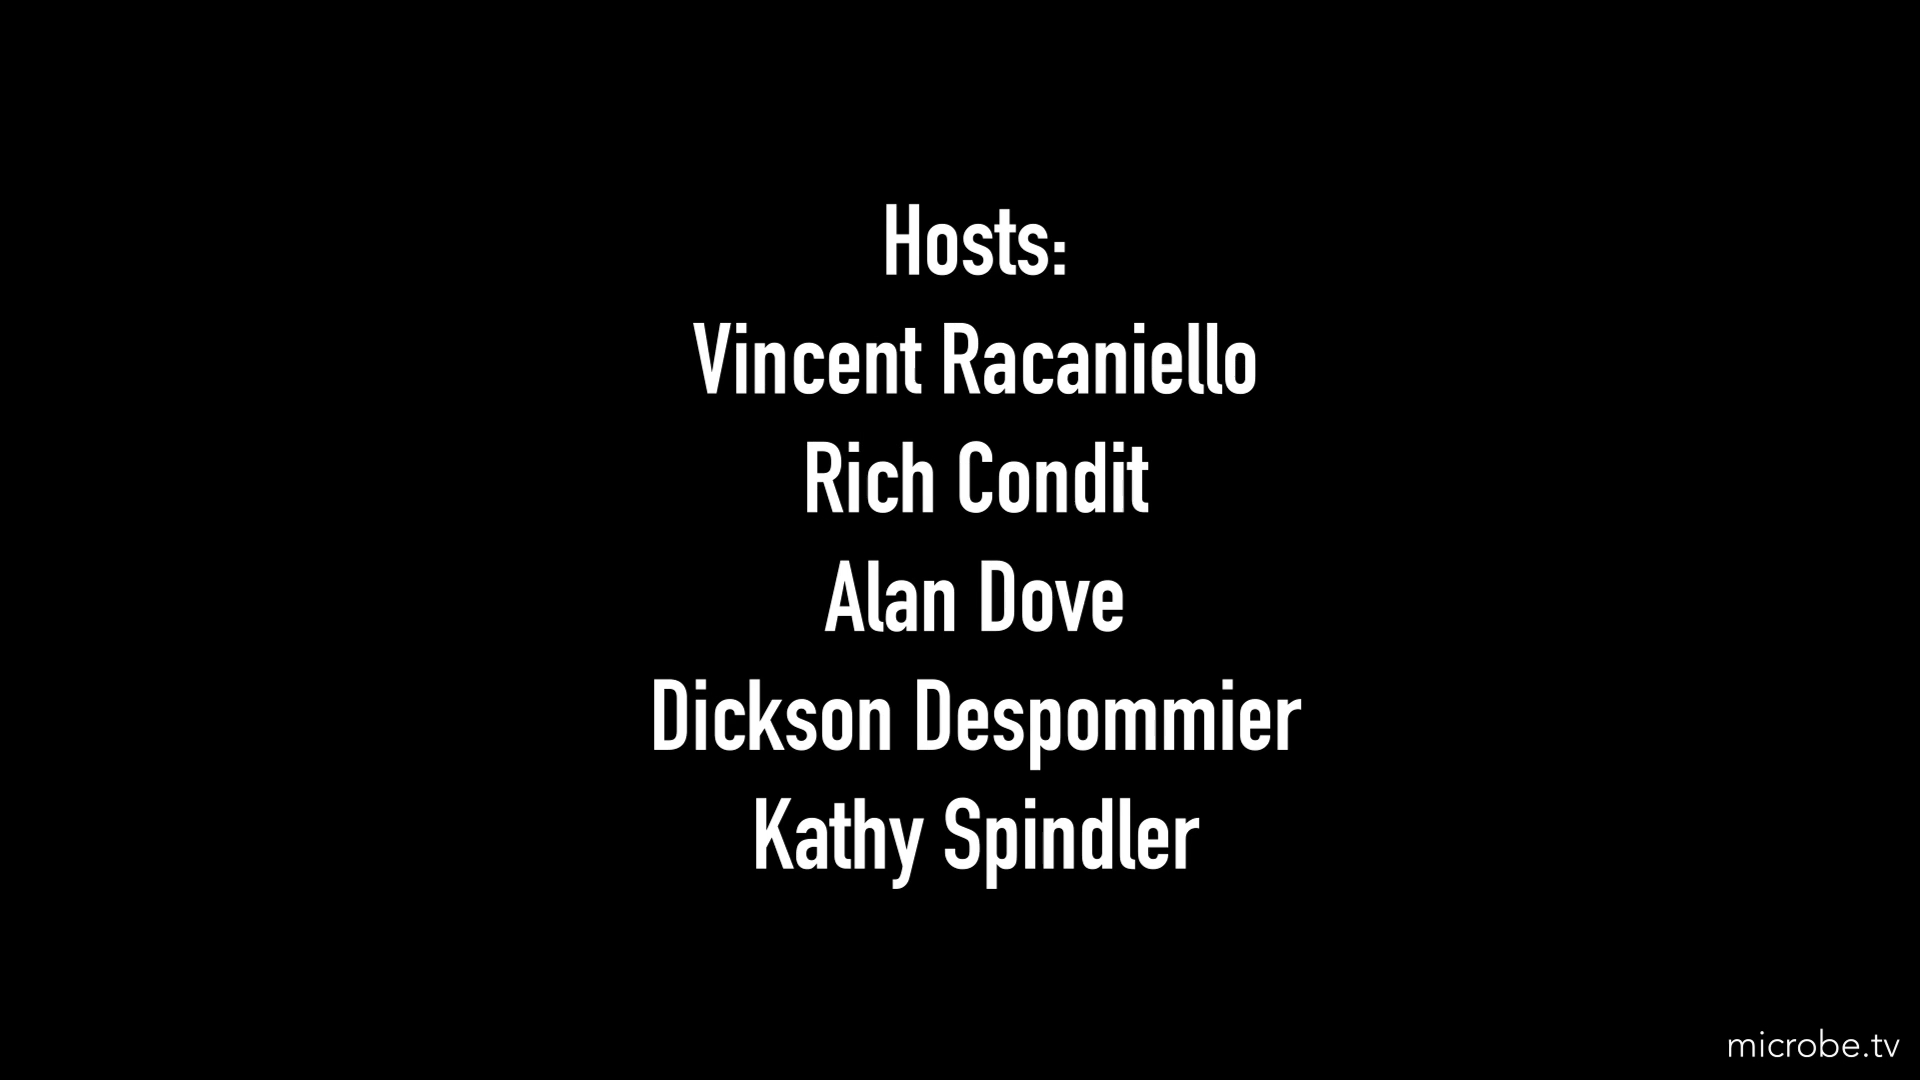 Hosts:
Vincent Racaniello
Rich Condit
Alan Dove
Dickson Despommier
Kathy Spindler
microbe.tv